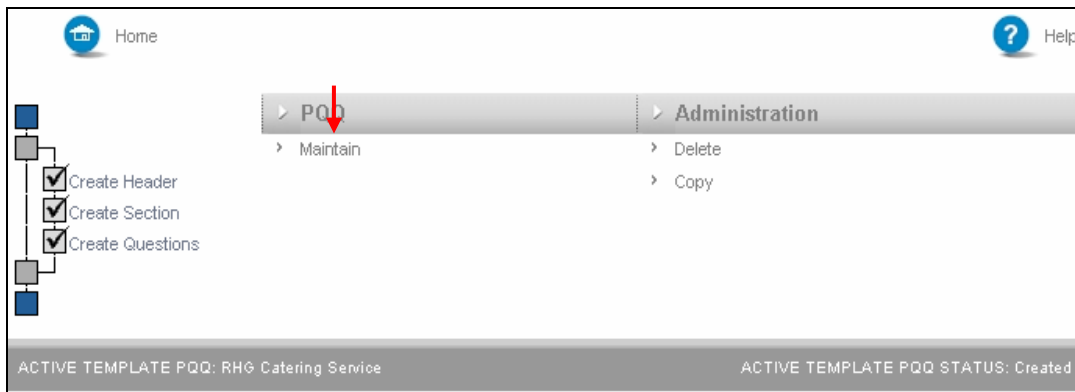 Home
? Help
PQQ Administration
Maintain Delete
Copy
Create Header
Create Section
Create Questions
ACTIVE TEMPLATE PQQ: RHG Catering Service ACTIVE TEMPLATE PQQ STATUS: Created